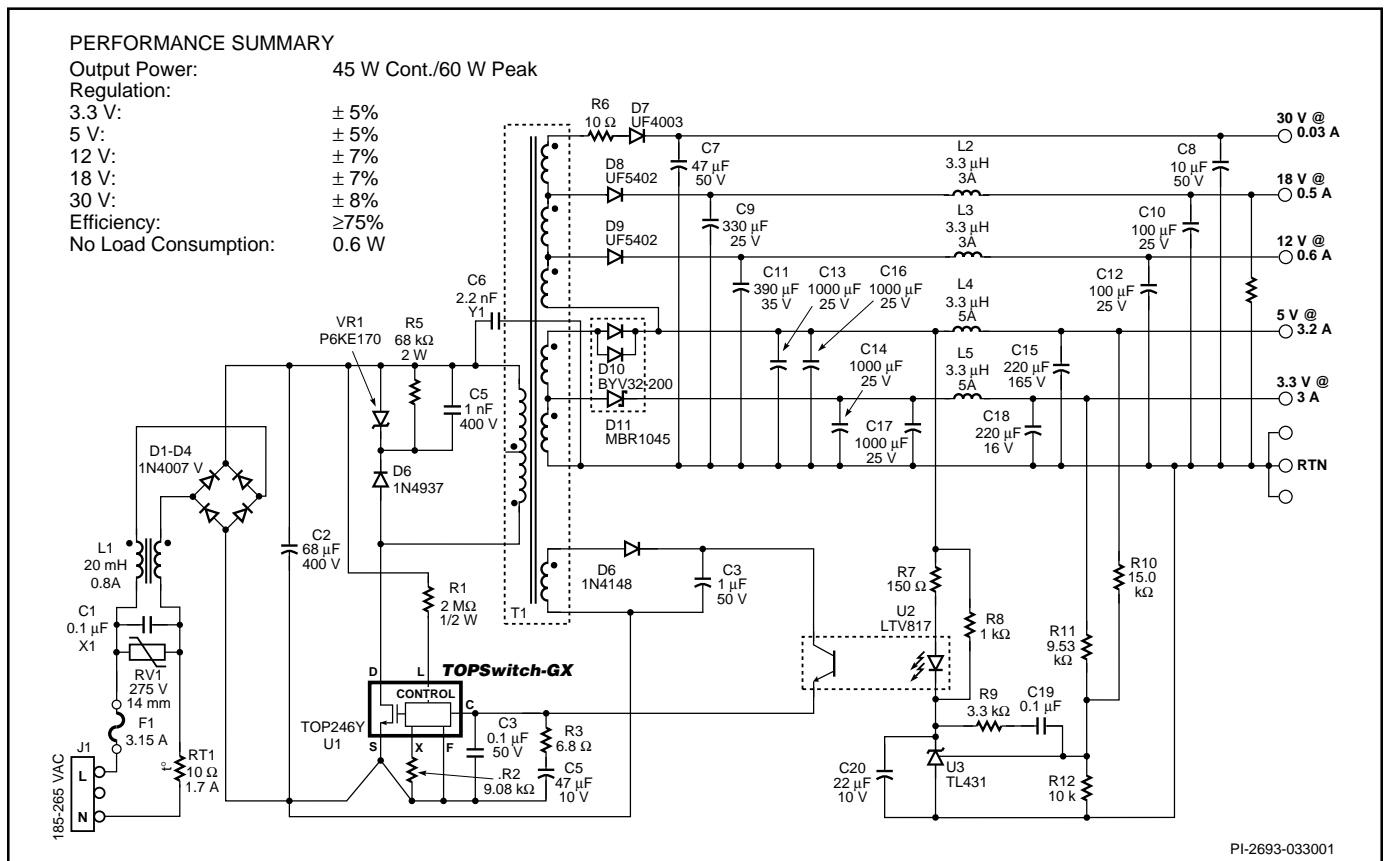 PERFORMANCE SUMMARY
Output Power: 45 W Cont./60 W Peak
Regulation:
3.3 V: ± 5%
5 V: ± 5%
12 V: ± 7%
18 V: ± 7%
30 V: ± 8%
Efficiency: ≥75%
No Load Consumption: 0.6 W
R6
10 Ω
D7
UF4003
C7
47 µF
50 V
L2
3.3 µH
3A
C8
10 µF
50 V
30 V @
0.03 A
D8
UF5402
18 V @
0.5 A
C9
330 µF
25 V
L3
3.3 µH
3A
C10
100 µF
25 V
D9
UF5402
12 V @
0.6 A
C11
390 µF
35 V
C13
1000 µF
25 V
C16
1000 µF
25 V
L4
3.3 µH
5A
C12
100 µF
25 V
5 V @
3.2 A
C6
2.2 nF
Y1
VR1
P6KE170
R5
68 kΩ
2 W
C5
1 nF
400 V
D10
BYV32-200
C14
1000 µF
25 V
L5
3.3 µH
5A
C15
220 µF
165 V
3.3 V @
3 A
D11
MBR1045
C17
1000 µF
25 V
C18
220 µF
16 V
RTN
D1-D4
1N4007 V
D6
1N4937
C2
68 µF
400 V
L1
20 mH
0.8A
C1
0.1 µF
X1
RV1
275 V
14 mm
F1
3.15 A
J1
L
N
185-265 VAC
RT1
10 Ω
1.7 A
t°
R1
2 MΩ
1/2 W
T1
D6
1N4148
C3
1 µF
50 V
R7
150 Ω
U2
LTV817
R8
1 kΩ
R10
15.0
kΩ
R11
9.53
kΩ
TOPSwitch-GX
D
L
CONTROL
C
TOP246Y
U1
S
X
F
C3
0.1 µF
50 V
R3
6.8 Ω
.R2
9.08 kΩ
C5
47 µF
10 V
R9
3.3 kΩ
C19
0.1 µF
C20
22 µF
10 V
U3
TL431
R12
10 k
PI-2693-033001